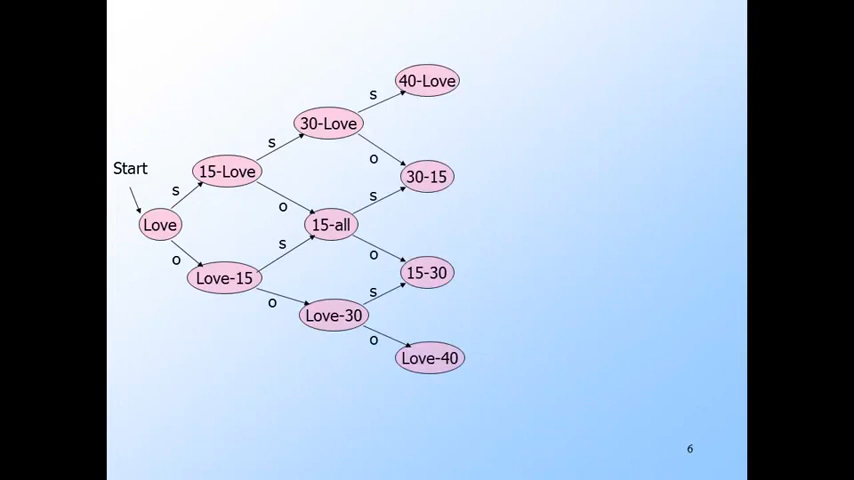 40-Love
s
30-Love
s
o
Start
15-Love
30-15
s
s
o
Love
15-all
o
s
o
Love-15
15-30
s
o
Love-30
o
Love-40
6